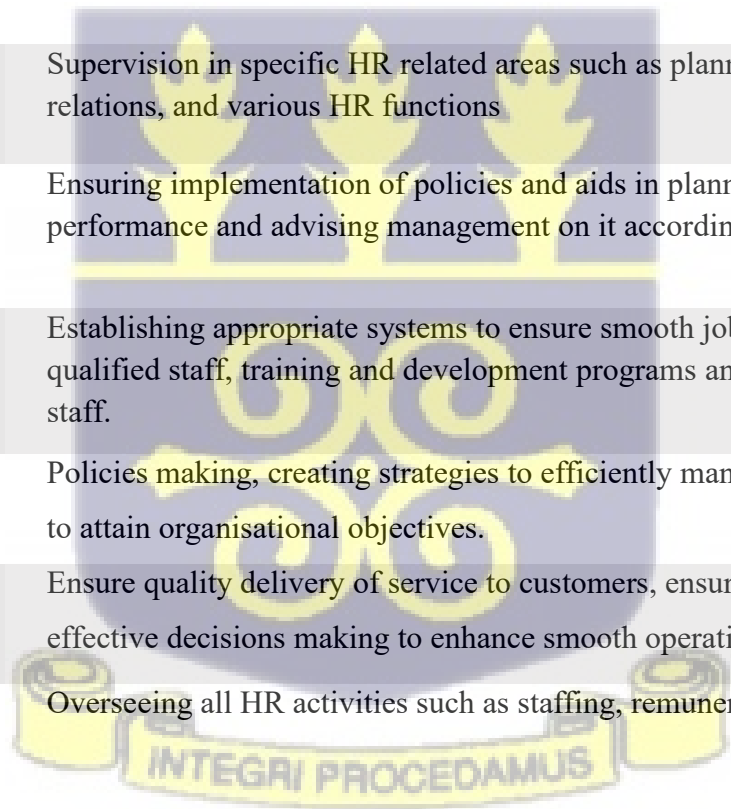 Supervision in specific HR related areas such as plann
relations, and various HR functions
Ensuring implementation of policies and aids in plann
performance and advising management on it accordin
Establishing appropriate systems to ensure smooth job
qualified staff, training and development programs an
staff.
Policies making, creating strategies to efficiently man
to attain organisational objectives.
Ensure quality delivery of service to customers, ensur
effective decisions making to enhance smooth operati
Overseeing all HR activities such as staffing, remuner
INTEGRI PROCEDAMUS